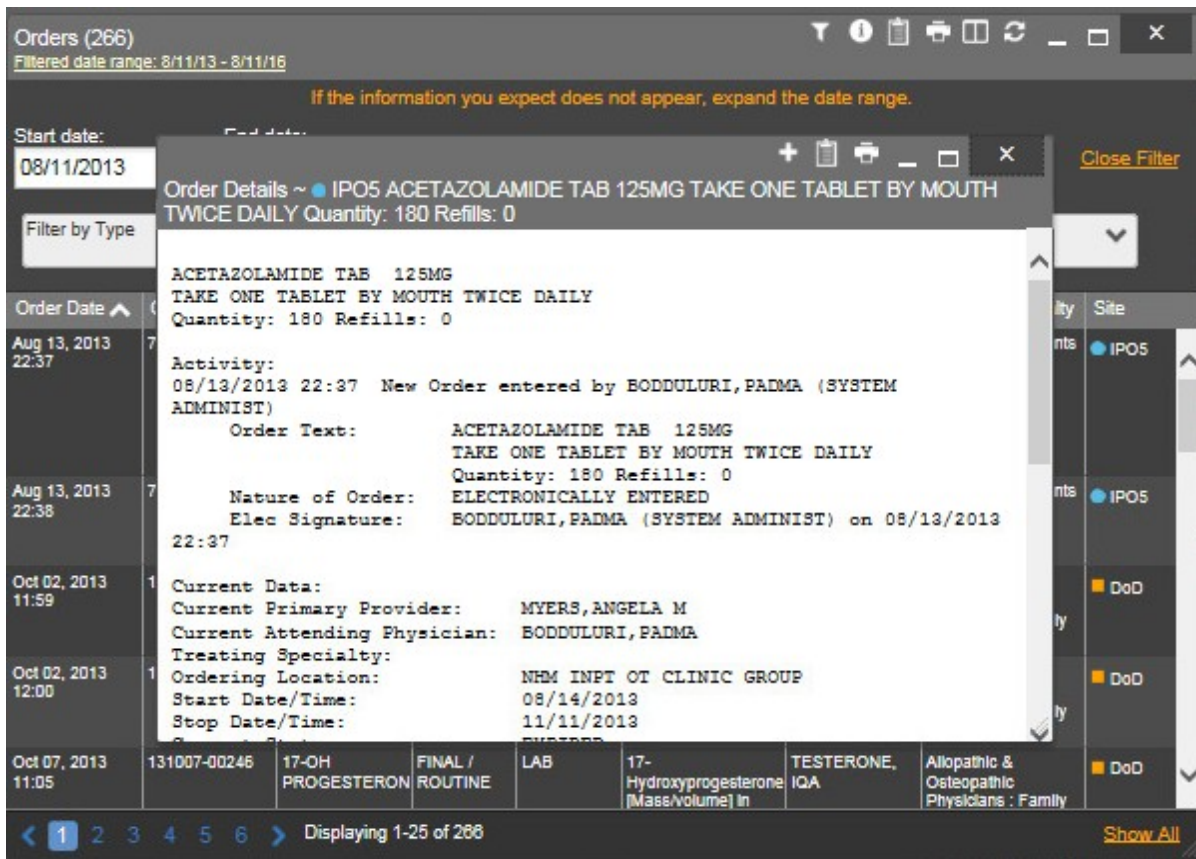 Orders (266)
Filtered date range: 8/11/13 - 8/11/16
If the information you expect does not appear, expand the date range.
Start date:
08/11/2013
Close Filter
Filter by Type
Order Details ~ IPO5 ACETAZOLAMIDE TAB 125MG TAKE ONE TABLET BY MOUTH
TWICE DAILY Quantity: 180 Refills: 0
ACETAZOLAMIDE TAB 125MG
TAKE ONE TABLET BY MOUTH TWICE DAILY
Quantity: 180 Refills: 0
Activity:
08/13/2013 22:37 New Order entered by BODDULURI,PADMA (SYSTEM
ADMINIST)
Order Text: ACETAZOLAMIDE TAB 125MG
TAKE ONE TABLET BY MOUTH TWICE DAILY
Quantity: 180 Refills: 0
Nature of Order: ELECTRONICALLY ENTERED
Elec Signature: BODDULURI,PADMA (SYSTEM ADMINIST) on 08/13/2013
22:37
Current Data:
Current Primary Provider: MYERS,ANGELA M
Current Attending Physician: BODDULURI,PADMA
Treating Specialty:
Ordering Location: NHM INPT OT CLINIC GROUP
Start Date/Time: 08/14/2013
Stop Date/Time: 11/11/2013
Order Date
Site
Aug 13, 2013
22:37
nts
IPO5
Aug 13, 2013
22:38
nts
IPO5
Oct 02, 2013
11:59
DoD
Oct 02, 2013
12:00
DoD
Oct 07, 2013
11:05
131007-00246
17-OH
PROGESTERON
FINAL /
ROUTINE
LAB
17-
Hydroxyprogesterone
[Mass/volume] in
TESTERONE,
IQA
Allopathic &
Osteopathic
Physicians : Family
DoD
1 2 3 4 5 6
Displaying 1-25 of 266
Show All